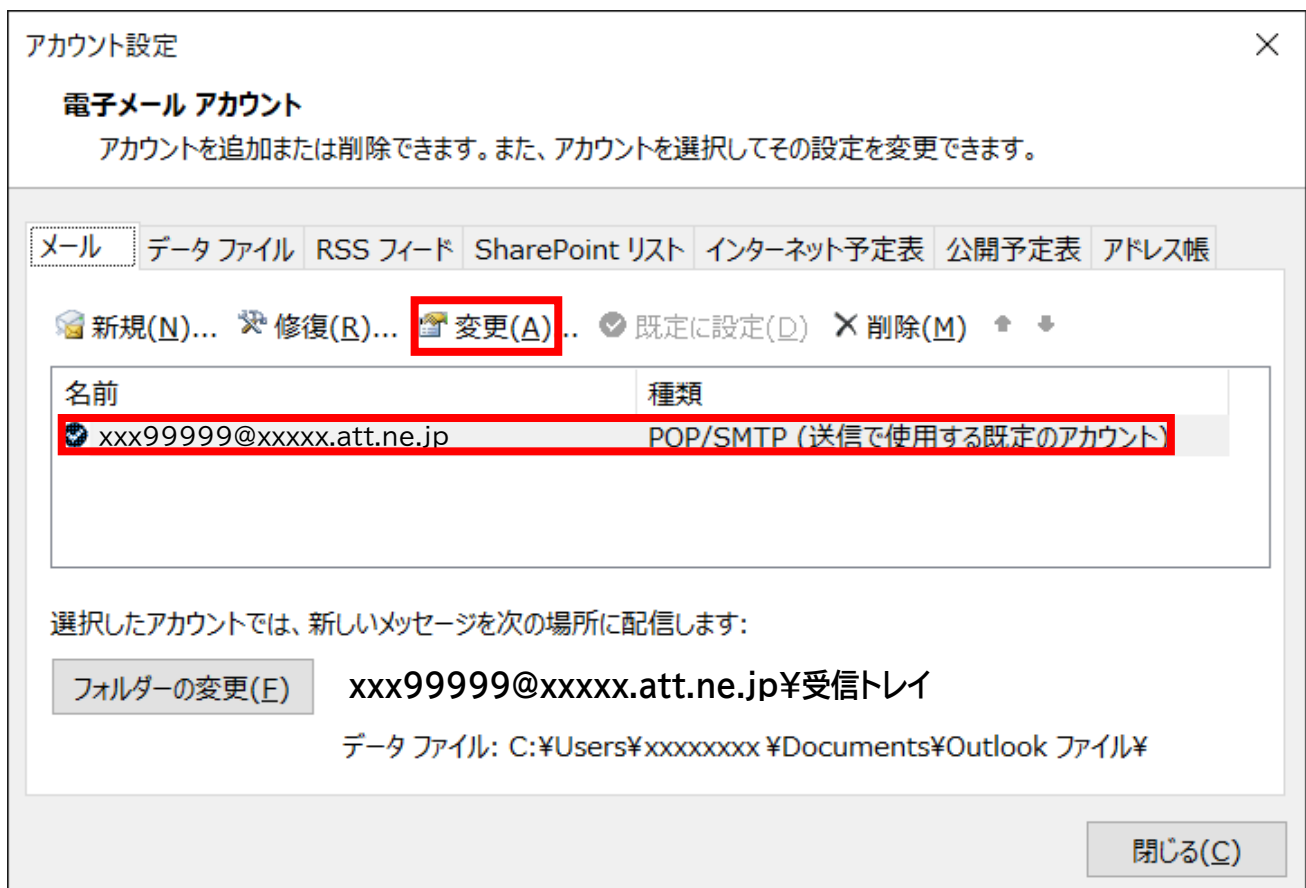 アカウント設定
電子メール アカウント
アカウントを追加または削除できます。また、アカウントを選択してその設定を変更できます。
メール データ ファイル RSS フィード SharePoint リスト インターネット予定表 公開予定表 アドレス帳
新規(N)... 修復(R)... 変更(A)... 既定に設定(D) 削除(M)
名前 種類
xxx99999@xxxxx.att.ne.jp POP/SMTP (送信で使用する既定のアカウント)
選択したアカウントでは、新しいメッセージを次の場所に配信します:
フォルダーの変更(F) xxx99999@xxxxx.att.ne.jp¥受信トレイ
データ ファイル: C:¥Users¥xxxxxxxx ¥Documents¥Outlook ファイル¥
閉じる(C)